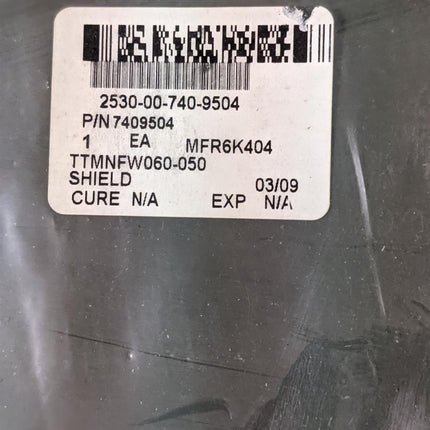 2530-00-740-9504
P/N 7409504
1 EA MFR6K404
TTMNFW060-050
SHIELD 03/09
CURE N/A EXP N/A